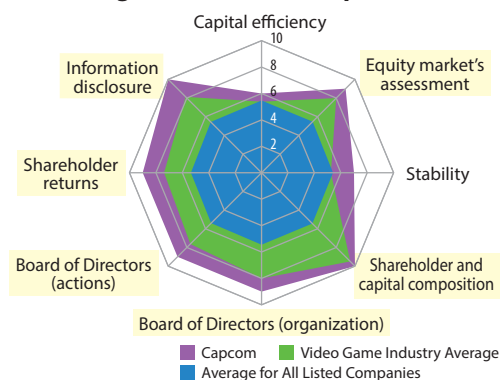 Capital efficiency
10
8
6
4
2
Equity market's
assessment
Stability
Shareholder and
capital composition
Board of Directors (organization)
Board of Directors
(actions)
Shareholder
returns
Information
disclosure
Capcom
Video Game Industry Average
Average for All Listed Companies